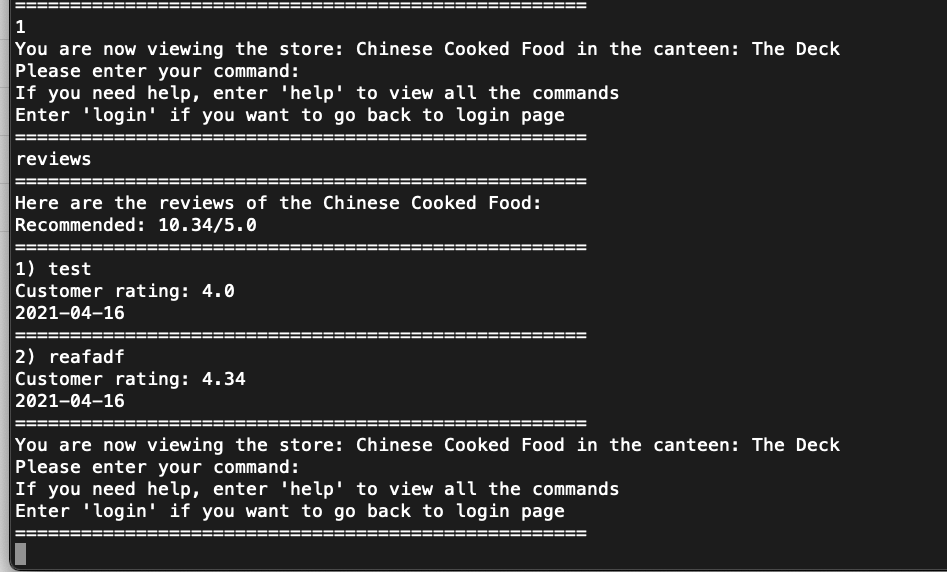 ====================================================
1
You are now viewing the store: Chinese Cooked Food in the canteen: The Deck
Please enter your command:
If you need help, enter 'help' to view all the commands
Enter 'login' if you want to go back to login page
====================================================
reviews
====================================================
Here are the reviews of the Chinese Cooked Food:
Recommended: 10.34/5.0
====================================================
1) test
Customer rating: 4.0
2021-04-16
====================================================
2) reafadf
Customer rating: 4.34
2021-04-16
====================================================
You are now viewing the store: Chinese Cooked Food in the canteen: The Deck
Please enter your command:
If you need help, enter 'help' to view all the commands
Enter 'login' if you want to go back to login page
====================================================